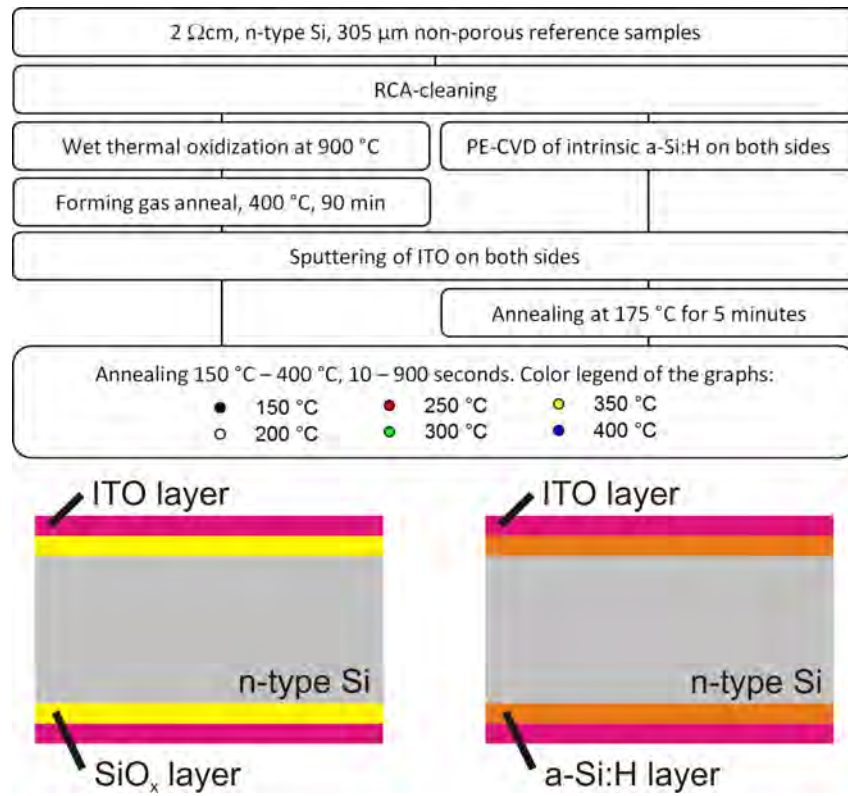 2 Ωcm, n-type Si, 305 µm non-porous reference samples
RCA-cleaning
Wet thermal oxidization at 900 °C
PE-CVD of intrinsic a-Si:H on both sides
Forming gas anneal, 400 °C, 90 min
Sputtering of ITO on both sides
Annealing at 175 °C for 5 minutes
Annealing 150 °C – 400 °C, 10 – 900 seconds. Color legend of the graphs:
150 °C
250 °C
350 °C
200 °C
300 °C
400 °C
ITO layer
ITO layer
n-type Si
n-type Si
SiOₓ layer
a-Si:H layer